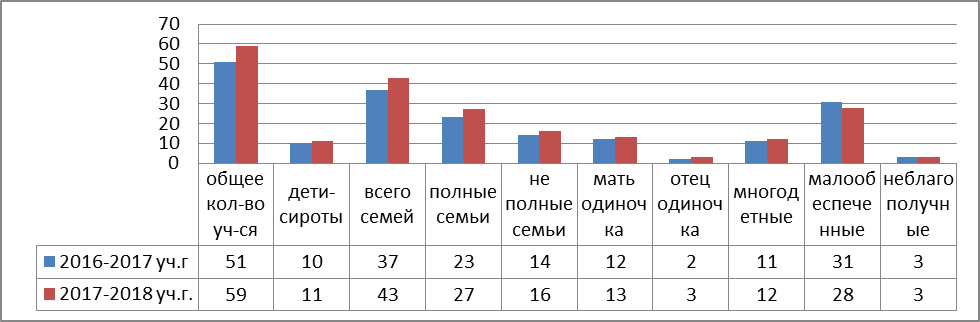 70
60
50
40
30
20
10
0
общее
кол-во
уч-ся
дети-
сироты
всего
семей
полные
семьи
не
полные
семьи
мать
одиноч
ка
отец
одиноч
ка
многод
етные
малооб
еспече
нные
неблаго
получн
ые
2016-2017 уч.г 51 10 37 23 14 12 2 11 31 3
2017-2018 уч.г. 59 11 43 27 16 13 3 12 28 3